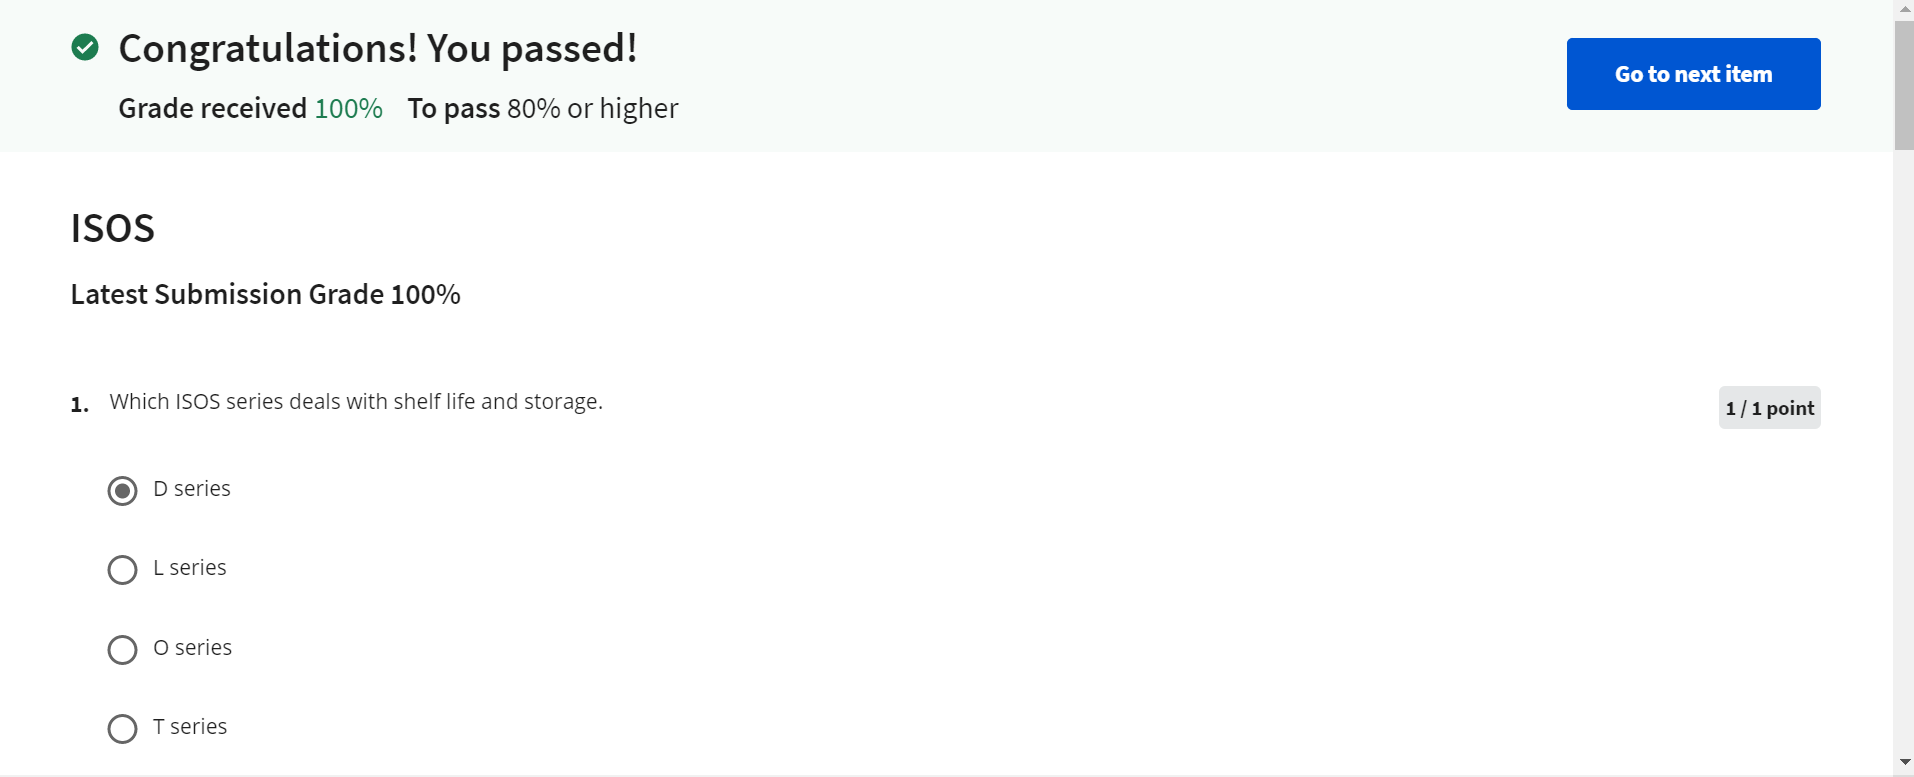 Congratulations! You passed!
Go to next item
Grade received 100% To pass 80% or higher
ISOS
Latest Submission Grade 100%
1. Which ISOS series deals with shelf life and storage.
1 / 1 point
D series
L series
O series
T series